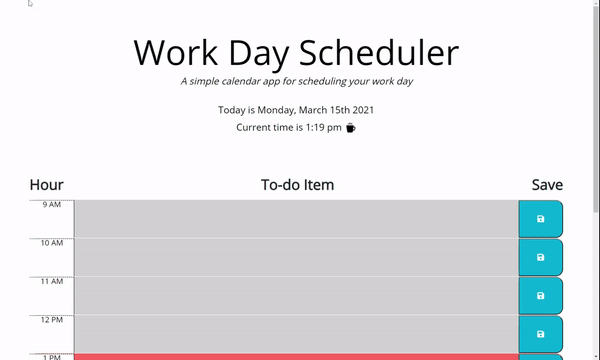 Work Day Scheduler
A simple calendar app for scheduling your work day
Today is Monday, March 15th 2021
Current time is 1:19 pm
Hour To-do Item Save
9 AM
10 AM
11 AM
12 PM
1 PM